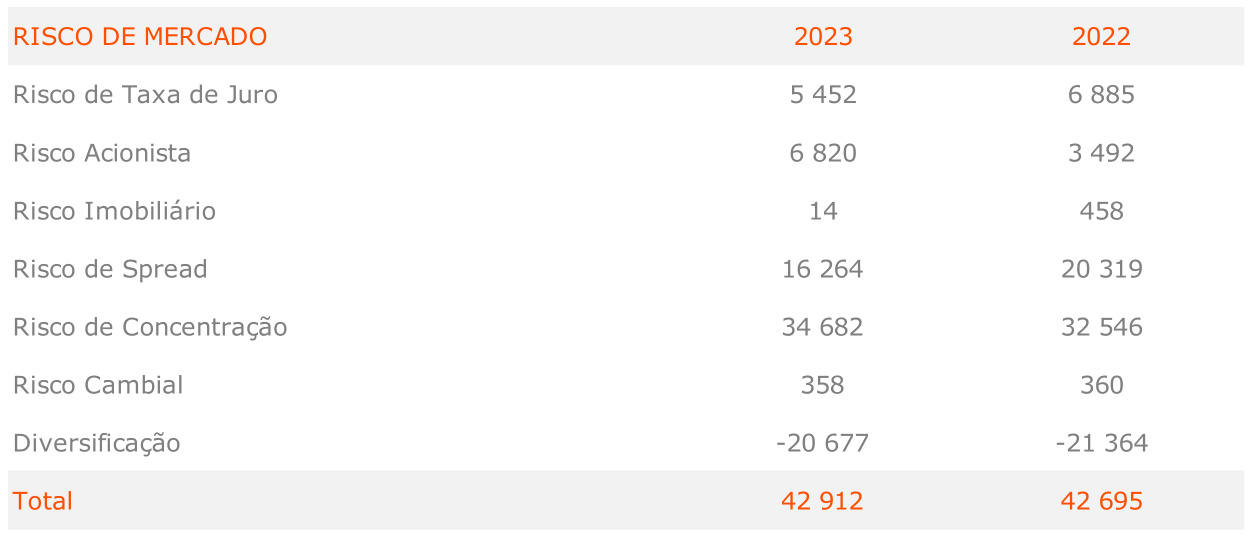 RISCO DE MERCADO 2023 2022
Risco de Taxa de Juro 5 452 6 885
Risco Acionista 6 820 3 492
Risco Imobiliário 14 458
Risco de Spread 16 264 20 319
Risco de Concentração 34 682 32 546
Risco Cambial 358 360
Diversificação -20 677 -21 364
Total 42 912 42 695